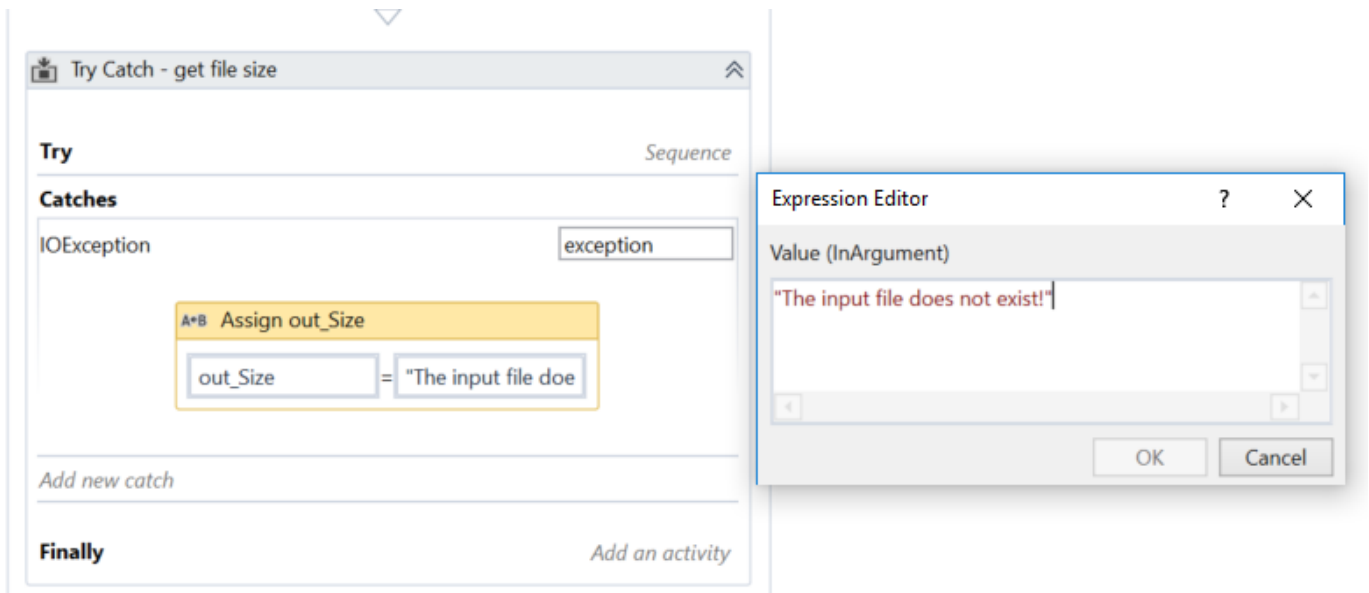 Try Catch - get file size
Try
Sequence
Catches
IOException
exception
A+B Assign out_Size
out_Size = "The input file doe
Add new catch
Finally
Add an activity
Expression Editor ?
Value (InArgument)
"The input file does not exist!"
OK Cancel